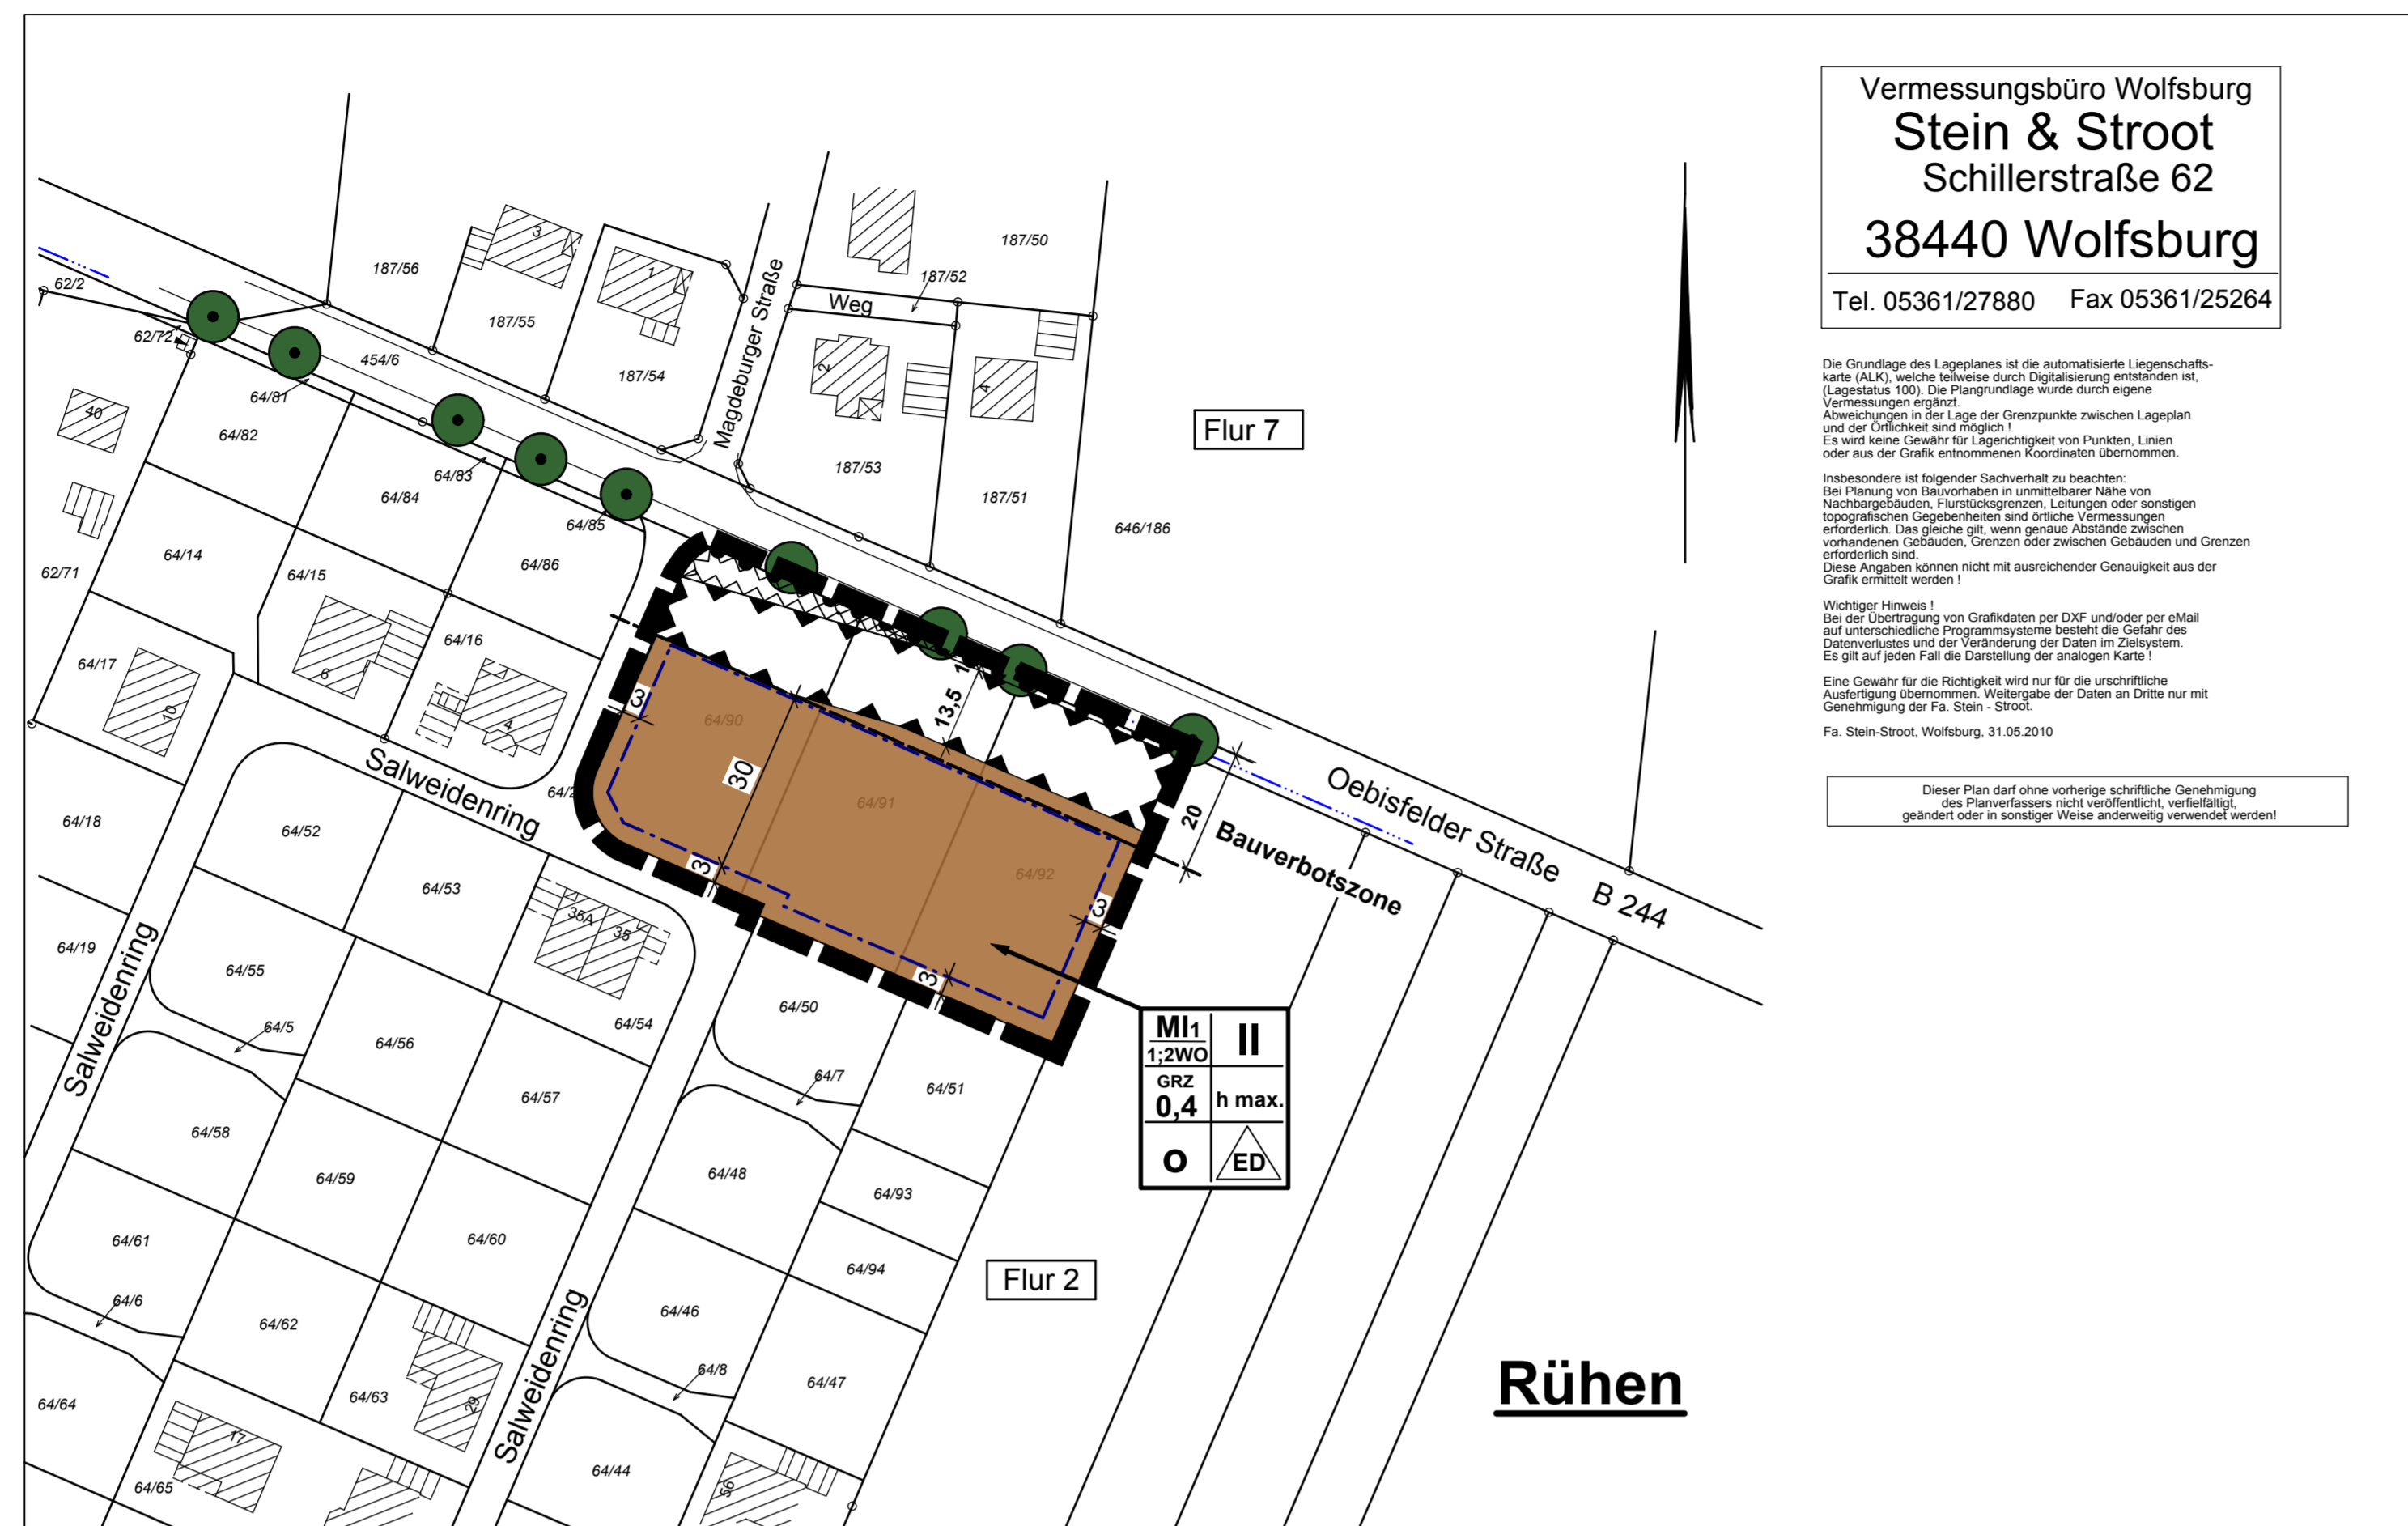 Vermessungsbüro Wolfsburg
Stein & Stroot
Schillerstraße 62
38440 Wolfsburg
Tel. 05361/27880 Fax 05361/25264
Die Grundlage des Lageplanes ist die automatisierte Liegenschafts-
karte (ALK), welche teilweise durch Digitalisierung entstanden ist,
(Lagestatus 100). Die Plangrundlage wurde durch eigene
Vermessungen ergänzt.
Abweichungen in der Lage der Grenzpunkte zwischen Lageplan
und der Örtlichkeit sind möglich !
Es wird keine Gewähr für Lagerichtigkeit von Punkten, Linien
oder aus der Grafik entnommenen Koordinaten übernommen.
Insbesondere ist folgender Sachverhalt zu beachten:
Bei Planung von Bauvorhaben in unmittelbarer Nähe von
Nachbargebäuden, Flurstücksgrenzen, Leitungen oder sonstigen
topografischen Gegebenheiten sind örtliche Vermessungen
erforderlich. Das gleiche gilt, wenn genaue Abstände zwischen
vorhandenen Gebäuden, Grenzen oder zwischen Gebäuden und Grenzen
erforderlich sind.
Diese Angaben können nicht mit ausreichender Genauigkeit aus der
Grafik ermittelt werden !
Wichtiger Hinweis !
Bei der Übertragung von Grafikdaten per DXF und/oder per eMail
auf unterschiedliche Programmsysteme besteht die Gefahr des
Datenverlustes und der Veränderung der Daten im Zielsystem.
Es gilt auf jeden Fall die Darstellung der analogen Karte !
Eine Gewähr für die Richtigkeit wird nur für die urschriftliche
Ausfertigung übernommen. Weitergabe der Daten an Dritte nur mit
Genehmigung der Fa. Stein - Stroot.
Fa. Stein-Stroot, Wolfsburg, 31.05.2010
Dieser Plan darf ohne vorherige schriftliche Genehmigung
des Planverfassers nicht veröffentlicht, verfielfältigt,
geändert oder in sonstiger Weise anderweitig verwendet werden!
187/56
3
1
187/55
187/54
Magdeburger Straße
187/50
187/52
Weg
2
4
187/53
187/51
Flur 7
646/186
62/2
62/72
454/6
64/81
40
64/82
64/83
64/84
64/85
64/86
64/14
64/15
62/71
64/16
64/17
6
4
10
Salweidenring
64/18
64/52
64/53
64/19
35A
35
64/55
64/54
64/5
64/56
64/57
Salweidenring
64/58
64/59
64/60
64/61
64/6
64/62
64/63
29
64/64
17
64/65
Salweidenring
3
64/90
30
13,5
1
64/91
64/92
3
3
3
20
Bauverbotszone
Oebisfelder Straße B 244
MI1
1;2WO
II
GRZ
0,4
h max.
o
ED
64/50
64/7
64/51
64/48
64/93
64/94
64/46
64/8
64/47
64/44
56
Flur 2
Rühen